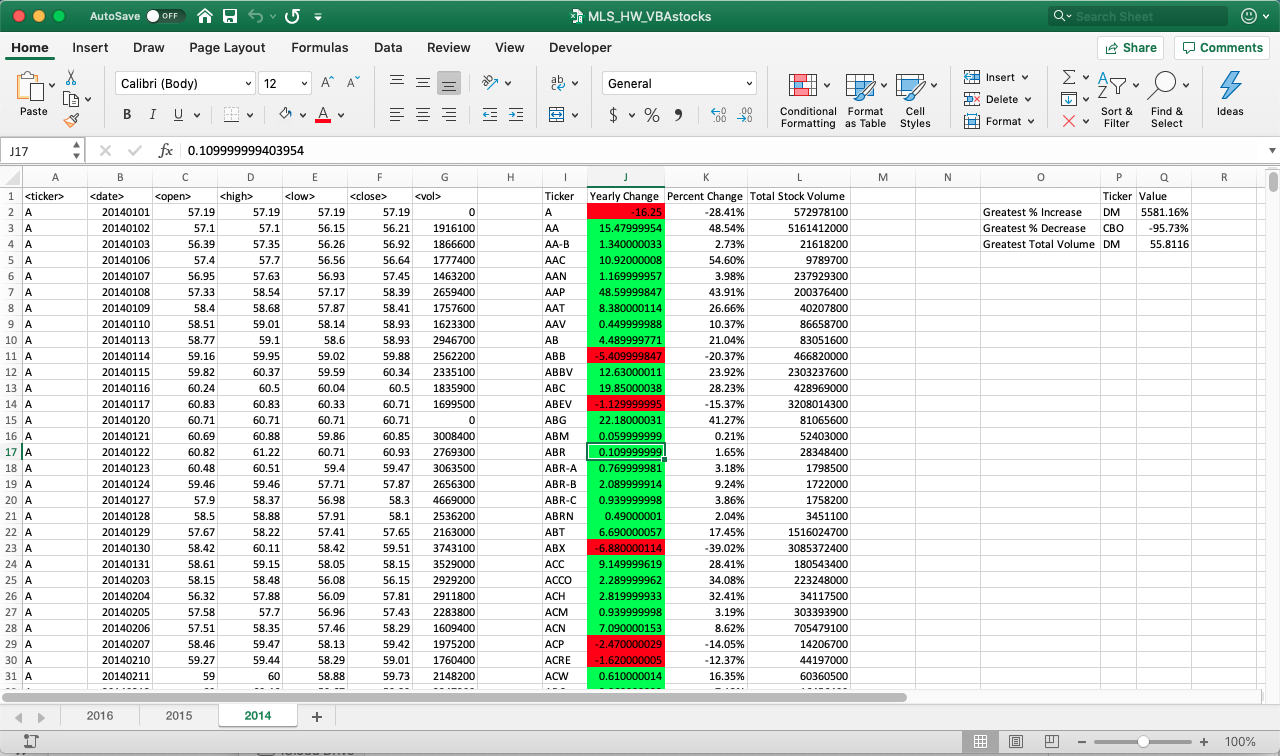 AutoSave OFF MLS_HW_VBAstocks Search Sheet
Home Insert Draw Page Layout Formulas Data Review View Developer Share Comments
Paste Calibri (Body) 12 A^ A B I U A ab General $ % Conditional Formatting Format as Table Cell Styles Insert Delete Format Sort & Filter Find & Select Ideas
J17 fx 0.109999999403954
A B C D E F G H I J K L M N O P Q R
1 <ticker> <date> <open> <high> <low> <close> <vol> Ticker Yearly Change Percent Change Total Stock Volume Ticker Value
2 A 20140101 57.19 57.19 57.19 57.19 0 A -16.25 -28.41% 572978100 Greatest % Increase DM 5581.16%
3 A 20140102 57.1 57.1 56.15 56.21 1916100 AA 15.47999954 48.54% 5161412000 Greatest % Decrease CBO -95.73%
4 A 20140103 56.39 57.35 56.26 56.92 1866600 AA-B 1.340000033 2.73% 21618200 Greatest Total Volume DM 55.8116
5 A 20140106 57.4 57.7 56.56 56.64 1777400 AAC 10.92000008 54.60% 9789700
6 A 20140107 56.95 57.63 56.93 57.45 1463200 AAN 1.169999957 3.98% 237929300
7 A 20140108 57.33 58.54 57.17 58.39 2659400 AAP 48.59999847 43.91% 200376400
8 A 20140109 58.4 58.68 57.87 58.41 1757600 AAT 8.380000114 26.66% 40207800
9 A 20140110 58.51 59.01 58.14 58.93 1623300 AAV 0.449999988 10.37% 86658700
10 A 20140113 58.77 59.1 58.6 58.93 2946700 AB 4.489999771 21.04% 83051600
11 A 20140114 59.16 59.95 59.02 59.88 2562200 ABB -5.409999847 -20.37% 466820000
12 A 20140115 59.82 60.37 59.59 60.34 2335100 ABBV 12.63000011 23.92% 2303237600
13 A 20140116 60.24 60.5 60.04 60.5 1835900 ABC 19.85000038 28.23% 428969000
14 A 20140117 60.83 60.83 60.33 60.71 1699500 ABEV -1.129999995 -15.37% 3208014300
15 A 20140120 60.71 60.71 60.71 60.71 0 ABG 22.18000031 41.27% 81065600
16 A 20140121 60.69 60.88 59.86 60.85 3008400 ABM 0.059999999 0.21% 52403000
17 A 20140122 60.82 61.22 60.71 60.93 2769300 ABR 0.109999999 1.65% 28348400
18 A 20140123 60.48 60.51 59.4 59.47 3063500 ABR-A 0.769999981 3.18% 1798500
19 A 20140124 59.46 59.46 57.71 57.87 2656300 ABR-B 2.089999914 9.24% 1722000
20 A 20140127 57.9 58.37 56.98 58.3 4669000 ABR-C 0.939999998 3.86% 1758200
21 A 20140128 58.5 58.88 57.91 58.1 2536200 ABRN 0.49000001 2.04% 3451100
22 A 20140129 57.67 58.22 57.41 57.65 2163000 ABT 6.690000057 17.45% 1516024700
23 A 20140130 58.42 60.11 58.42 59.51 3743100 ABX -6.880000114 -39.02% 3085372400
24 A 20140131 58.61 59.15 58.05 58.15 3529000 ACC 9.149999619 28.41% 180543400
25 A 20140203 58.15 58.48 56.08 56.15 2929200 ACCO 2.289999962 34.08% 223248000
26 A 20140204 56.32 57.88 56.09 57.81 2911800 ACH 2.819999933 32.41% 34117500
27 A 20140205 57.58 57.7 56.96 57.43 2283800 ACM 0.939999998 3.19% 303393900
28 A 20140206 57.51 58.35 57.46 58.29 1609400 ACN 7.090000153 8.62% 705479100
29 A 20140207 58.46 59.47 58.13 59.42 1975200 ACP -2.470000029 -14.05% 14206700
30 A 20140210 59.27 59.44 58.29 59.01 1760400 ACRE -1.620000005 -12.37% 44197000
31 A 20140211 59 60 58.88 59.73 2148200 ACW 0.610000014 16.35% 60360500
2016 2015 2014 +
100%